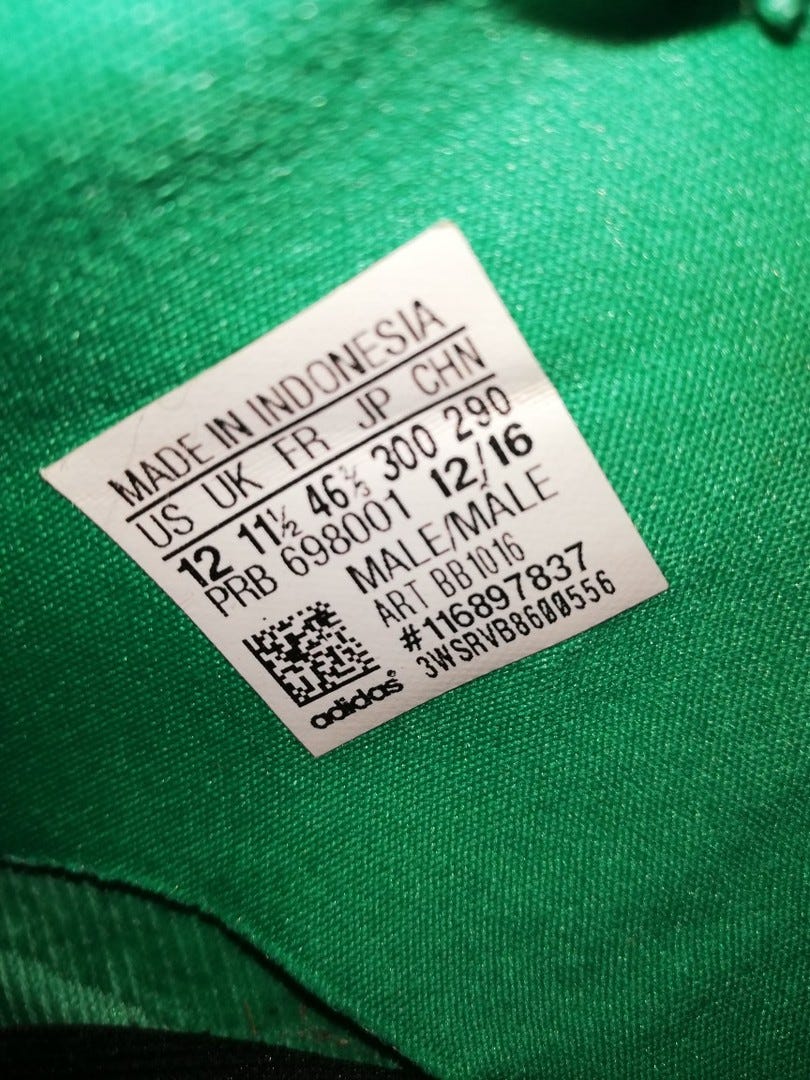 MADE IN INDONESIA
US UK FR JP CHN
12 11½ 46⅔ 300 290
PRB 698001 12/16
MALE/MÂLE
ART BB1016
#116897837
3WSRVB8600556
adidas®